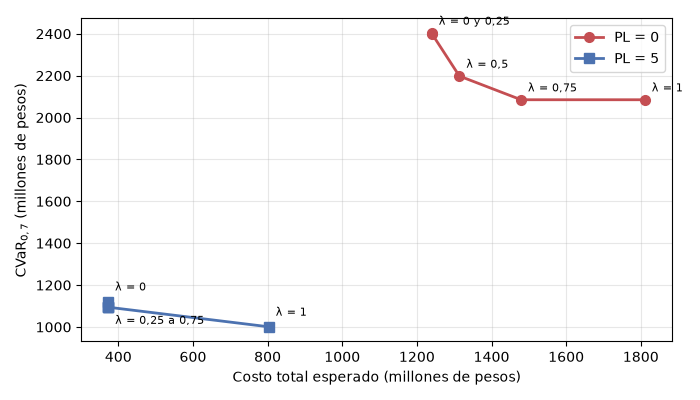 2400
2200
2000
1800
1600
1400
1200
1000
CVaR0,7 (millones de pesos)
λ = 0 y 0,25
λ = 0,5
λ = 0,75
λ = 1
PL = 0
PL = 5
λ = 0
λ = 0,25 a 0,75
λ = 1
400 600 800 1000 1200 1400 1600 1800
Costo total esperado (millones de pesos)